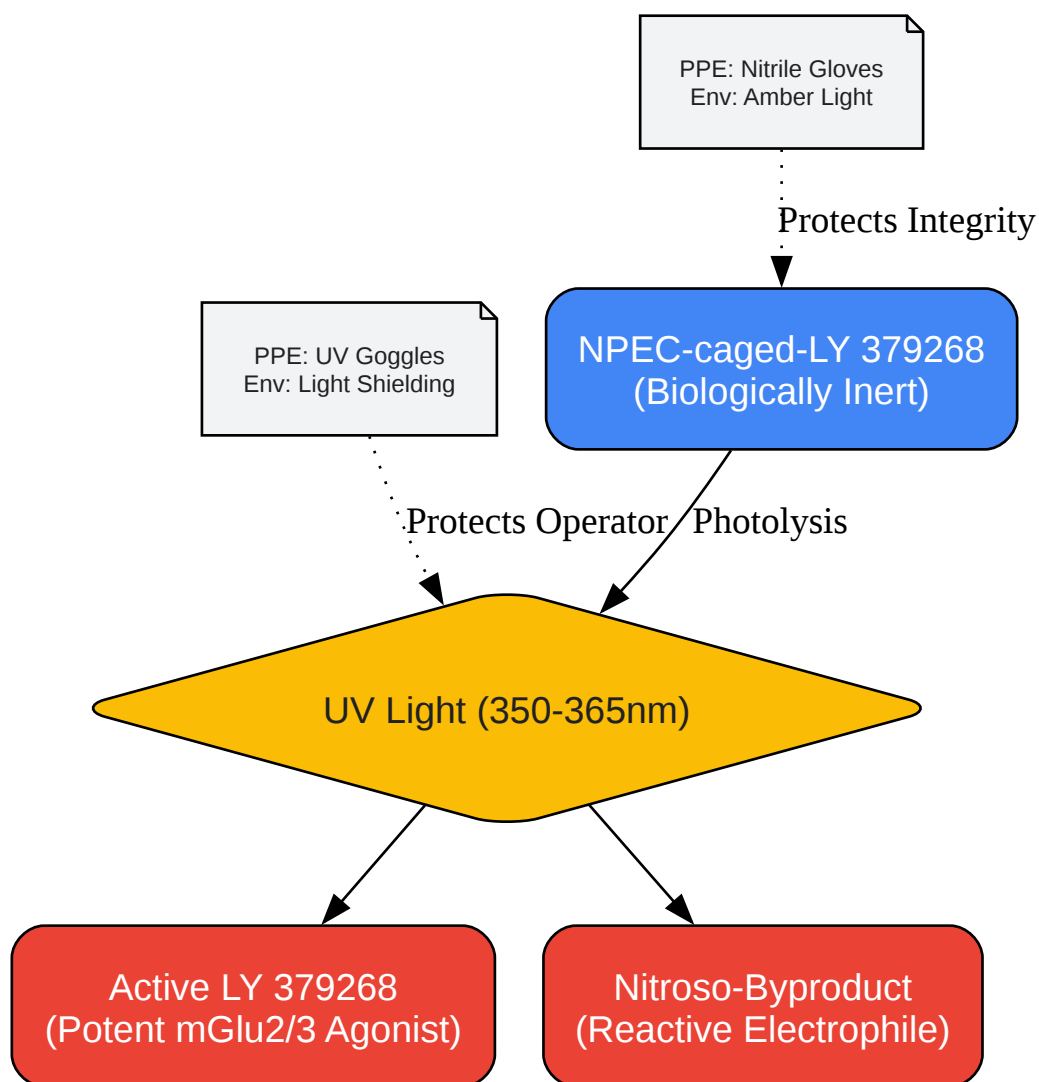 PPE: Nitrile Gloves
Env: Amber Light
Protects Integrity
NPEC-caged-LY 379268
(Biologically Inert)
PPE: UV Goggles
Env: Light Shielding
Protects Operator
Photolysis
UV Light (350-365nm)
Active LY 379268
(Potent mGlu2/3 Agonist)
Nitroso-Byproduct
(Reactive Electrophile)